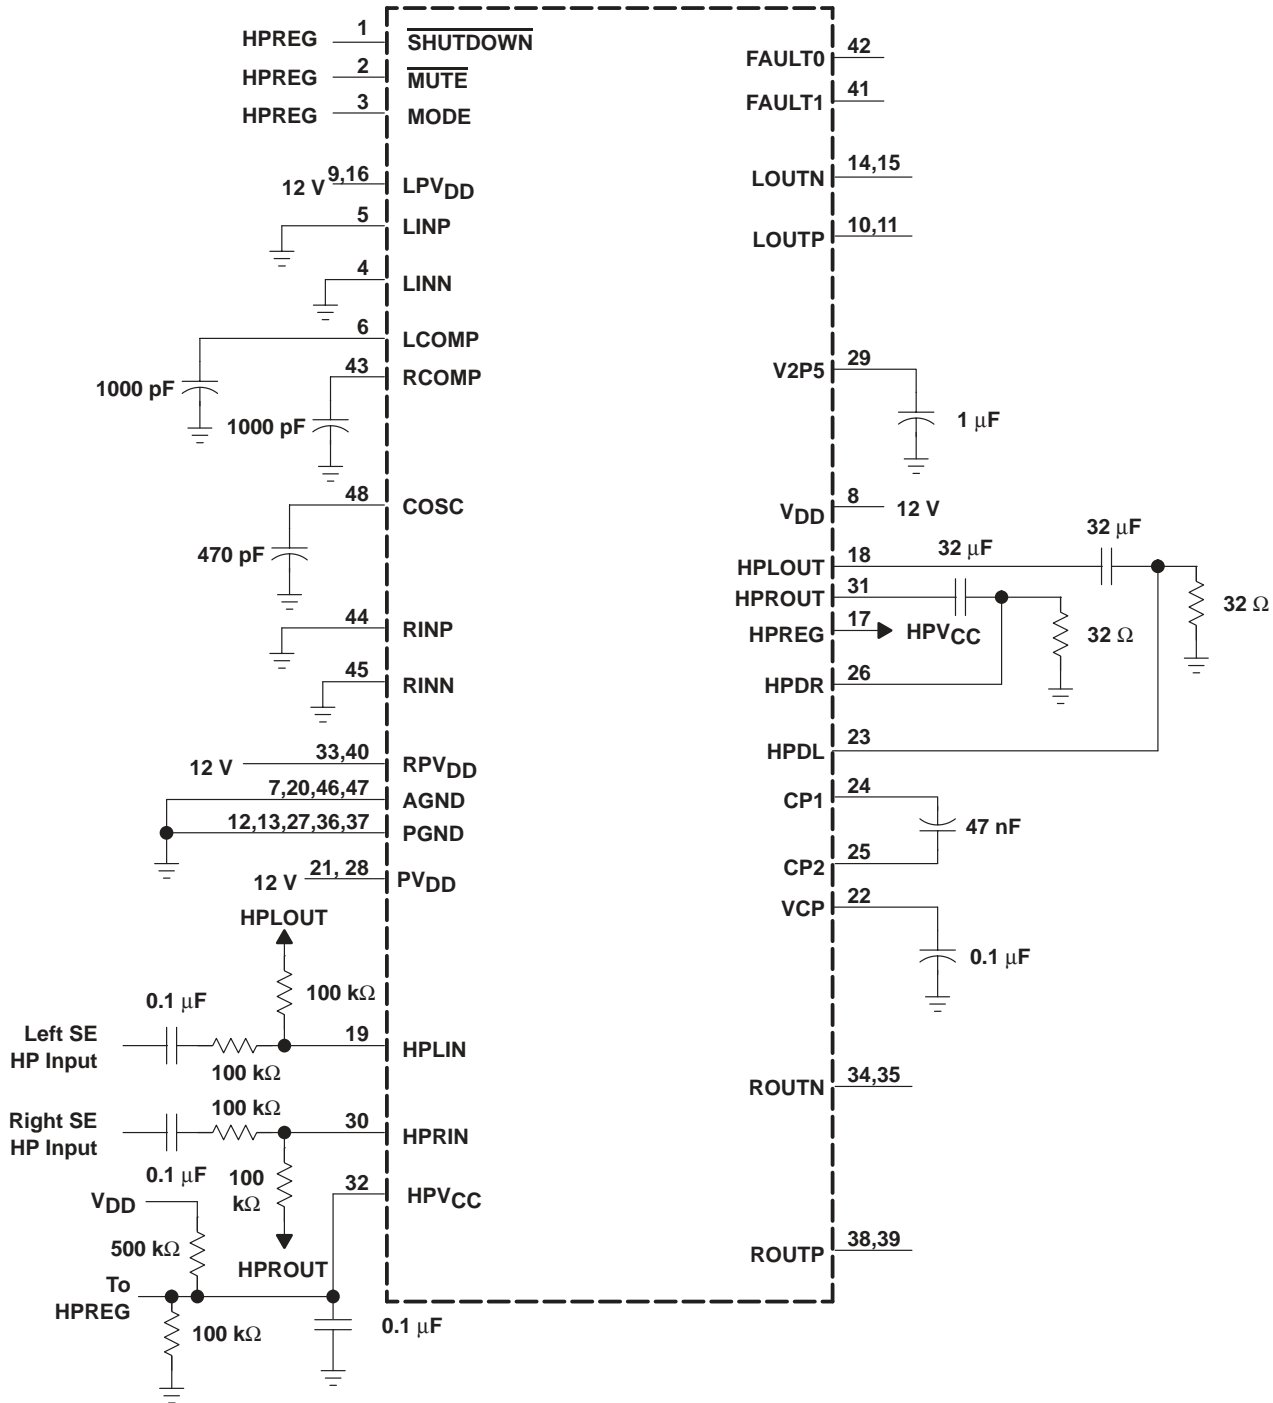 HPREG 1 SHUTDOWN
HPREG 2 MUTE
HPREG 3 MODE
12 V 9,16 LPVDD
5 LINP
4 LINN
6 LCOMP
1000 pF
43 RCOMP
1000 pF
48 COSC
470 pF
44 RINP
45 RINN
12 V 33,40 RPVDD
7,20,46,47 AGND
12,13,27,36,37 PGND
12 V 21, 28 PVDD
HPLOUT
100 kΩ
0.1 μF
Left SE
HP Input
100 kΩ
19 HPLIN
100 kΩ
Right SE
HP Input
30 HPRIN
0.1 μF
100
kΩ
HPROUT
32 HPVCC
VDD
500 kΩ
To
HPREG
100 kΩ
0.1 μF
FAULT0 42
FAULT1 41
LOUTN 14,15
LOUTP 10,11
V2P5 29
1 μF
VDD 8 12 V
HPLOUT 18
32 μF
32 Ω
HPROUT 31
32 μF
32 Ω
HPREG 17 HPVCC
HPDR 26
HPDL 23
CP1 24
47 nF
CP2 25
VCP 22
0.1 μF
ROUTN 34,35
ROUTP 38,39